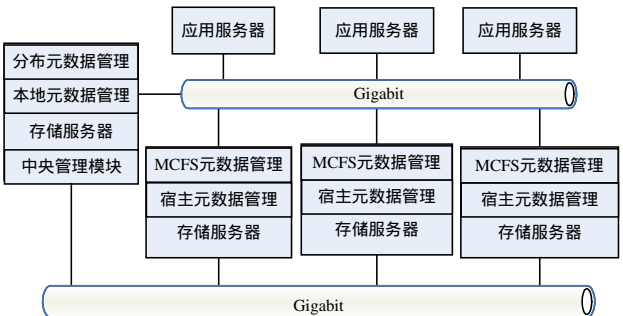 应用服务器
应用服务器
应用服务器
分布元数据管理
本地元数据管理
存储服务器
中央管理模块
Gigabit
MCFS元数据管理
宿主元数据管理
存储服务器
MCFS元数据管理
宿主元数据管理
存储服务器
MCFS元数据管理
宿主元数据管理
存储服务器
Gigabit